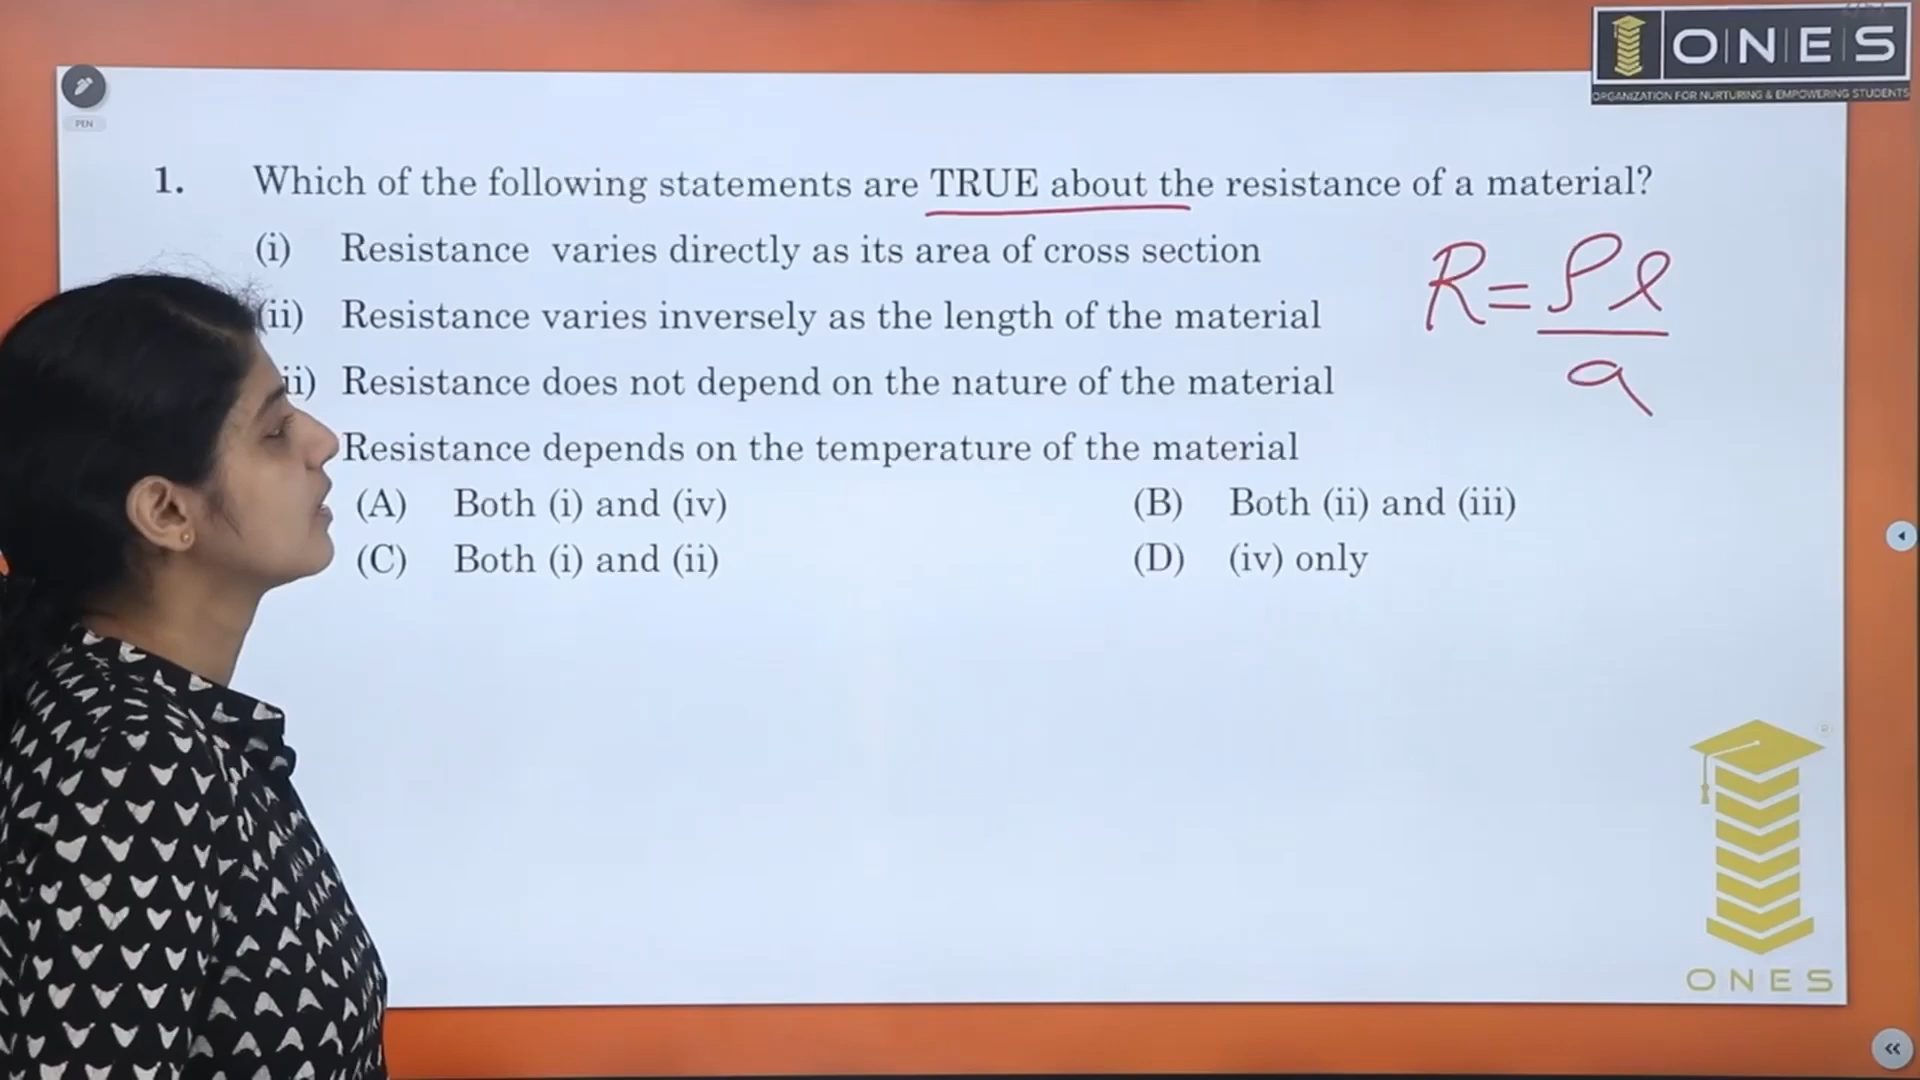 ONES
ORGANIZATION FOR NURTURING & EMPOWERING STUDENTS
PEN
1. Which of the following statements are TRUE about the resistance of a material?
(i) Resistance varies directly as its area of cross section
(ii) Resistance varies inversely as the length of the material
ii) Resistance does not depend on the nature of the material
Resistance depends on the temperature of the material
(A) Both (i) and (iv) (B) Both (ii) and (iii)
(C) Both (i) and (ii) (D) (iv) only
R = ρl
a
ONES